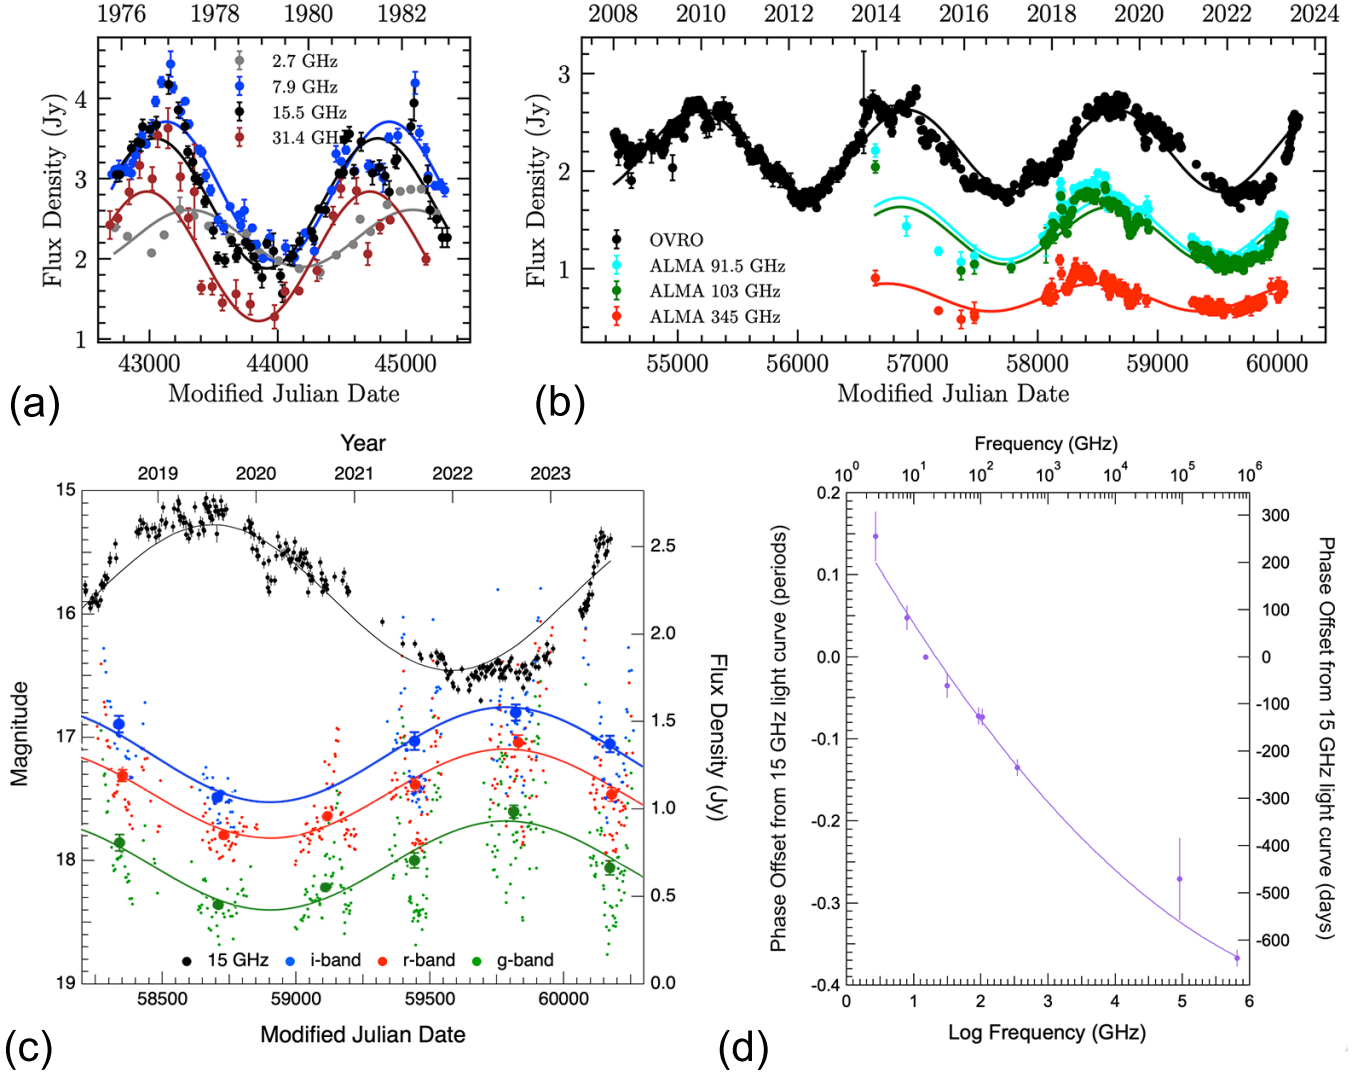 1976 1978 1980 1982
4
3
2
1
Flux Density (Jy)
2.7 GHz
7.9 GHz
15.5 GHz
31.4 GHz
43000 44000 45000
Modified Julian Date
(a)
2008 2010 2012 2014 2016 2018 2020 2022 2024
3
2
1
Flux Density (Jy)
OVRO
ALMA 91.5 GHz
ALMA 103 GHz
ALMA 345 GHz
55000 56000 57000 58000 59000 60000
Modified Julian Date
(b)
Year
2019 2020 2021 2022 2023
15
16
17
18
19
Magnitude
2.5
2.0
1.5
1.0
0.5
0.0
Flux Density (Jy)
15 GHz i-band r-band g-band
58500 59000 59500 60000
Modified Julian Date
(c)
Frequency (GHz)
10^0 10^1 10^2 10^3 10^4 10^5 10^6
0.2
0.1
0.0
-0.1
-0.2
-0.3
-0.4
Phase Offset from 15 GHz light curve (periods)
300
200
100
0
-100
-200
-300
-400
-500
-600
Phase Offset from 15 GHz light curve (days)
0 1 2 3 4 5 6
Log Frequency (GHz)
(d)